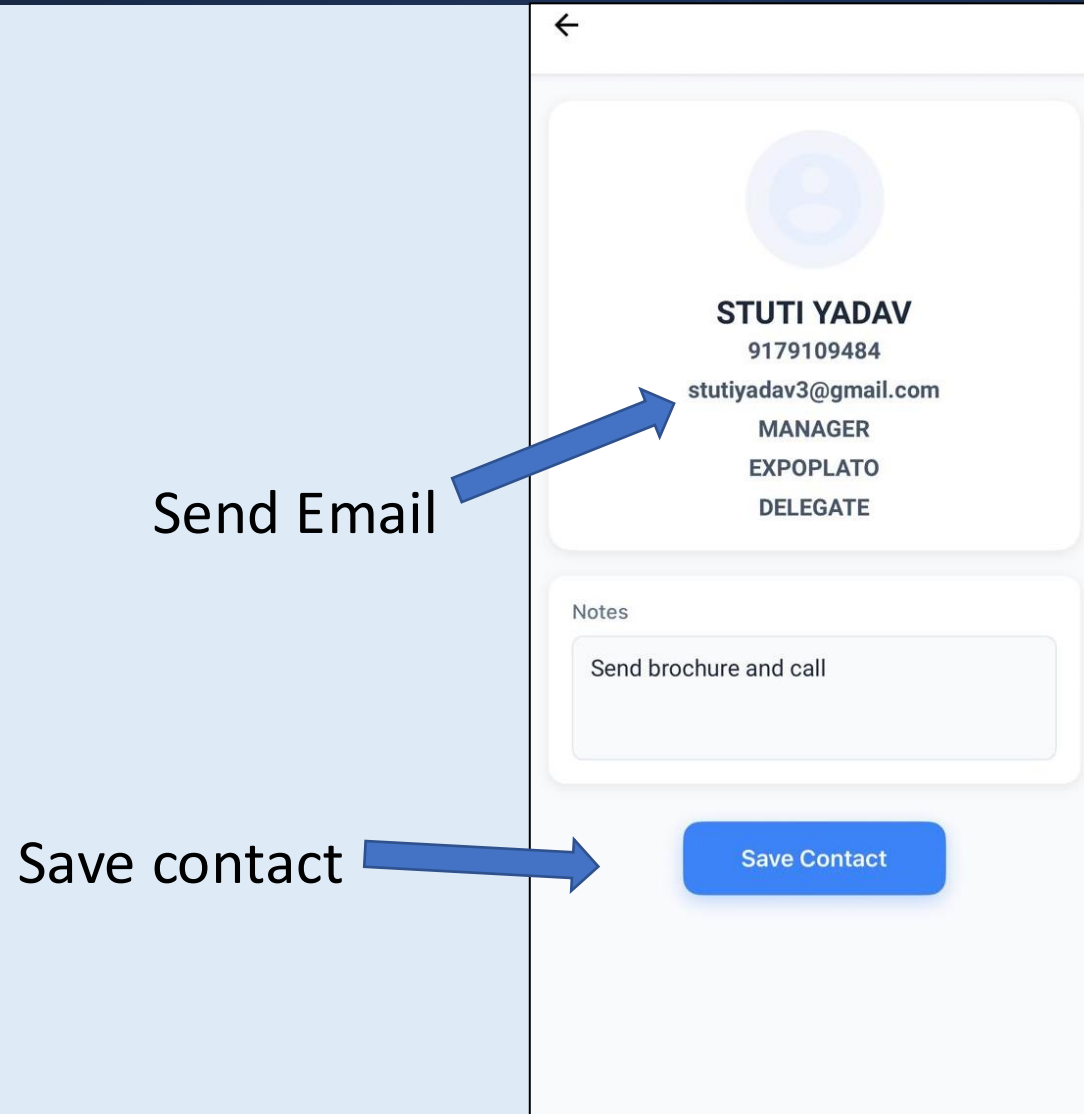 STUTI YADAV
9179109484
stutiyadav3@gmail.com
MANAGER
EXPOPLATO
DELEGATE
Send Email
Notes
Send brochure and call
Save contact
Save Contact